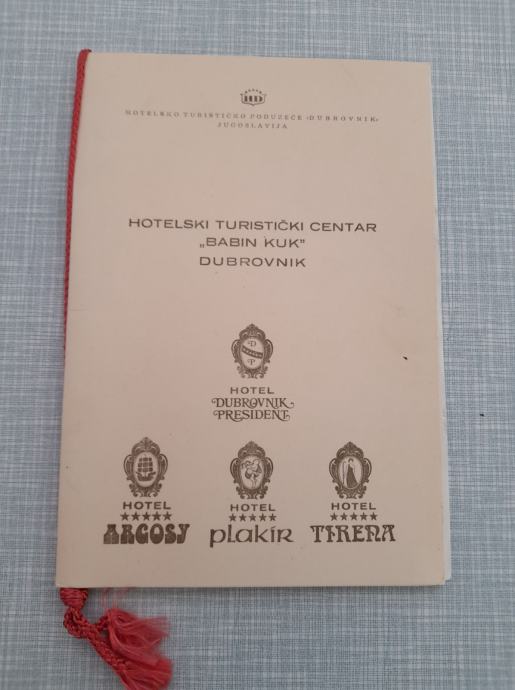 HD
HOTELSKO TURISTIČKO PODUZEĆE »DUBROVNIK«
JUGOSLAVIJA
HOTELSKI TURISTIČKI CENTAR
„BABIN KUK”
DUBROVNIK
D
P
HOTEL
DUBROVNIK
PRESIDENT
HOTEL
★★★★★
ARGOSY
HOTEL
★★★★★
plakir
HOTEL
★★★★★
TIRENA